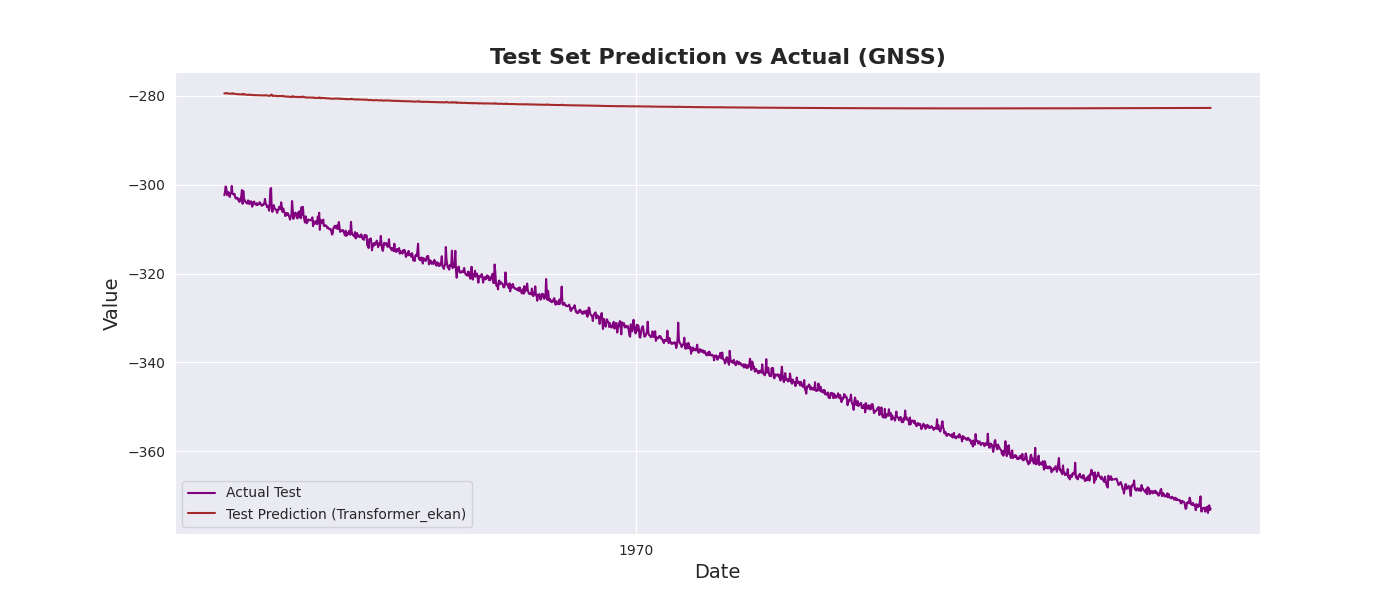 Test Set Prediction vs Actual (GNSS)
Value
−280
−300
−320
−340
−360
Actual Test
Test Prediction (Transformer_ekan)
1970
Date